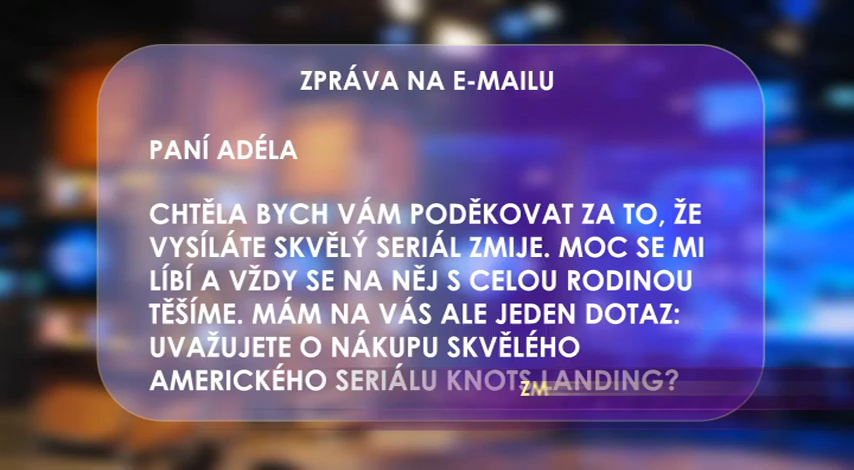 ZPRÁVA NA E-MAILU
PANÍ ADÉLA
CHTĚLA BYCH VÁM PODĚKOVAT ZA TO, ŽE
VYSÍLÁTE SKVĚLÝ SERIÁL ZMIJE. MOC SE MI
LÍBÍ A VŽDY SE NA NĚJ S CELOU RODINOU
TĚŠÍME. MÁM NA VÁS ALE JEDEN DOTAZ:
UVAŽUJETE O NÁKUPU SKVĚLÉHO
AMERICKÉHO SERIÁLU KNOTS LANDING?
ZM